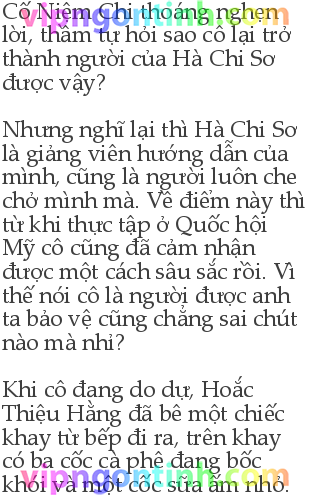 Cố Niệm Chi thoáng nghẹn
lời, thầm tự hỏi sao cô lại trở
thành người của Hà Chi Sơ
được vậy?
Nhưng nghĩ lại thì Hà Chi Sơ
là giảng viên hướng dẫn của
mình, cũng là người luôn che
chở mình mà. Về điểm này thì
từ khi thực tập ở Quốc hội
Mỹ cô cũng đã cảm nhận
được một cách sâu sắc rồi. Vì
thế nói cô là người được anh
ta bảo vệ cũng chẳng sai chút
nào mà nhỉ?
Khi cô đang do dự, Hoắc
Thiệu Hằng đã bê một chiếc
khay từ bếp đi ra, trên khay
có ba cốc cà phê đang bốc
khói và một cốc sữa ấm nhỏ.
vipngontinh.com
vipngontinh.com